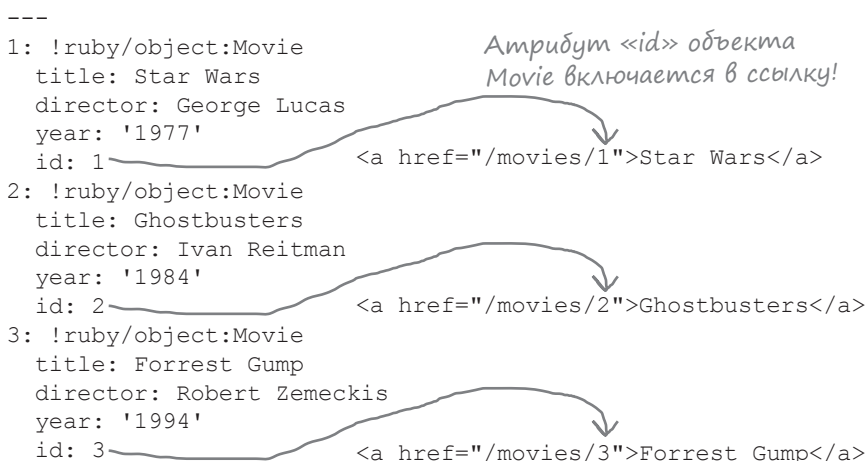 ---
1: !ruby/object:Movie
Атрибут «id» объекта
title: Star Wars
Movie включается в ссылку!
director: George Lucas
year: '1977'
id: 1
<a href="/movies/1">Star Wars</a>
2: !ruby/object:Movie
title: Ghostbusters
director: Ivan Reitman
year: '1984'
id: 2
<a href="/movies/2">Ghostbusters</a>
3: !ruby/object:Movie
title: Forrest Gump
director: Robert Zemeckis
year: '1994'
id: 3
<a href="/movies/3">Forrest Gump</a>